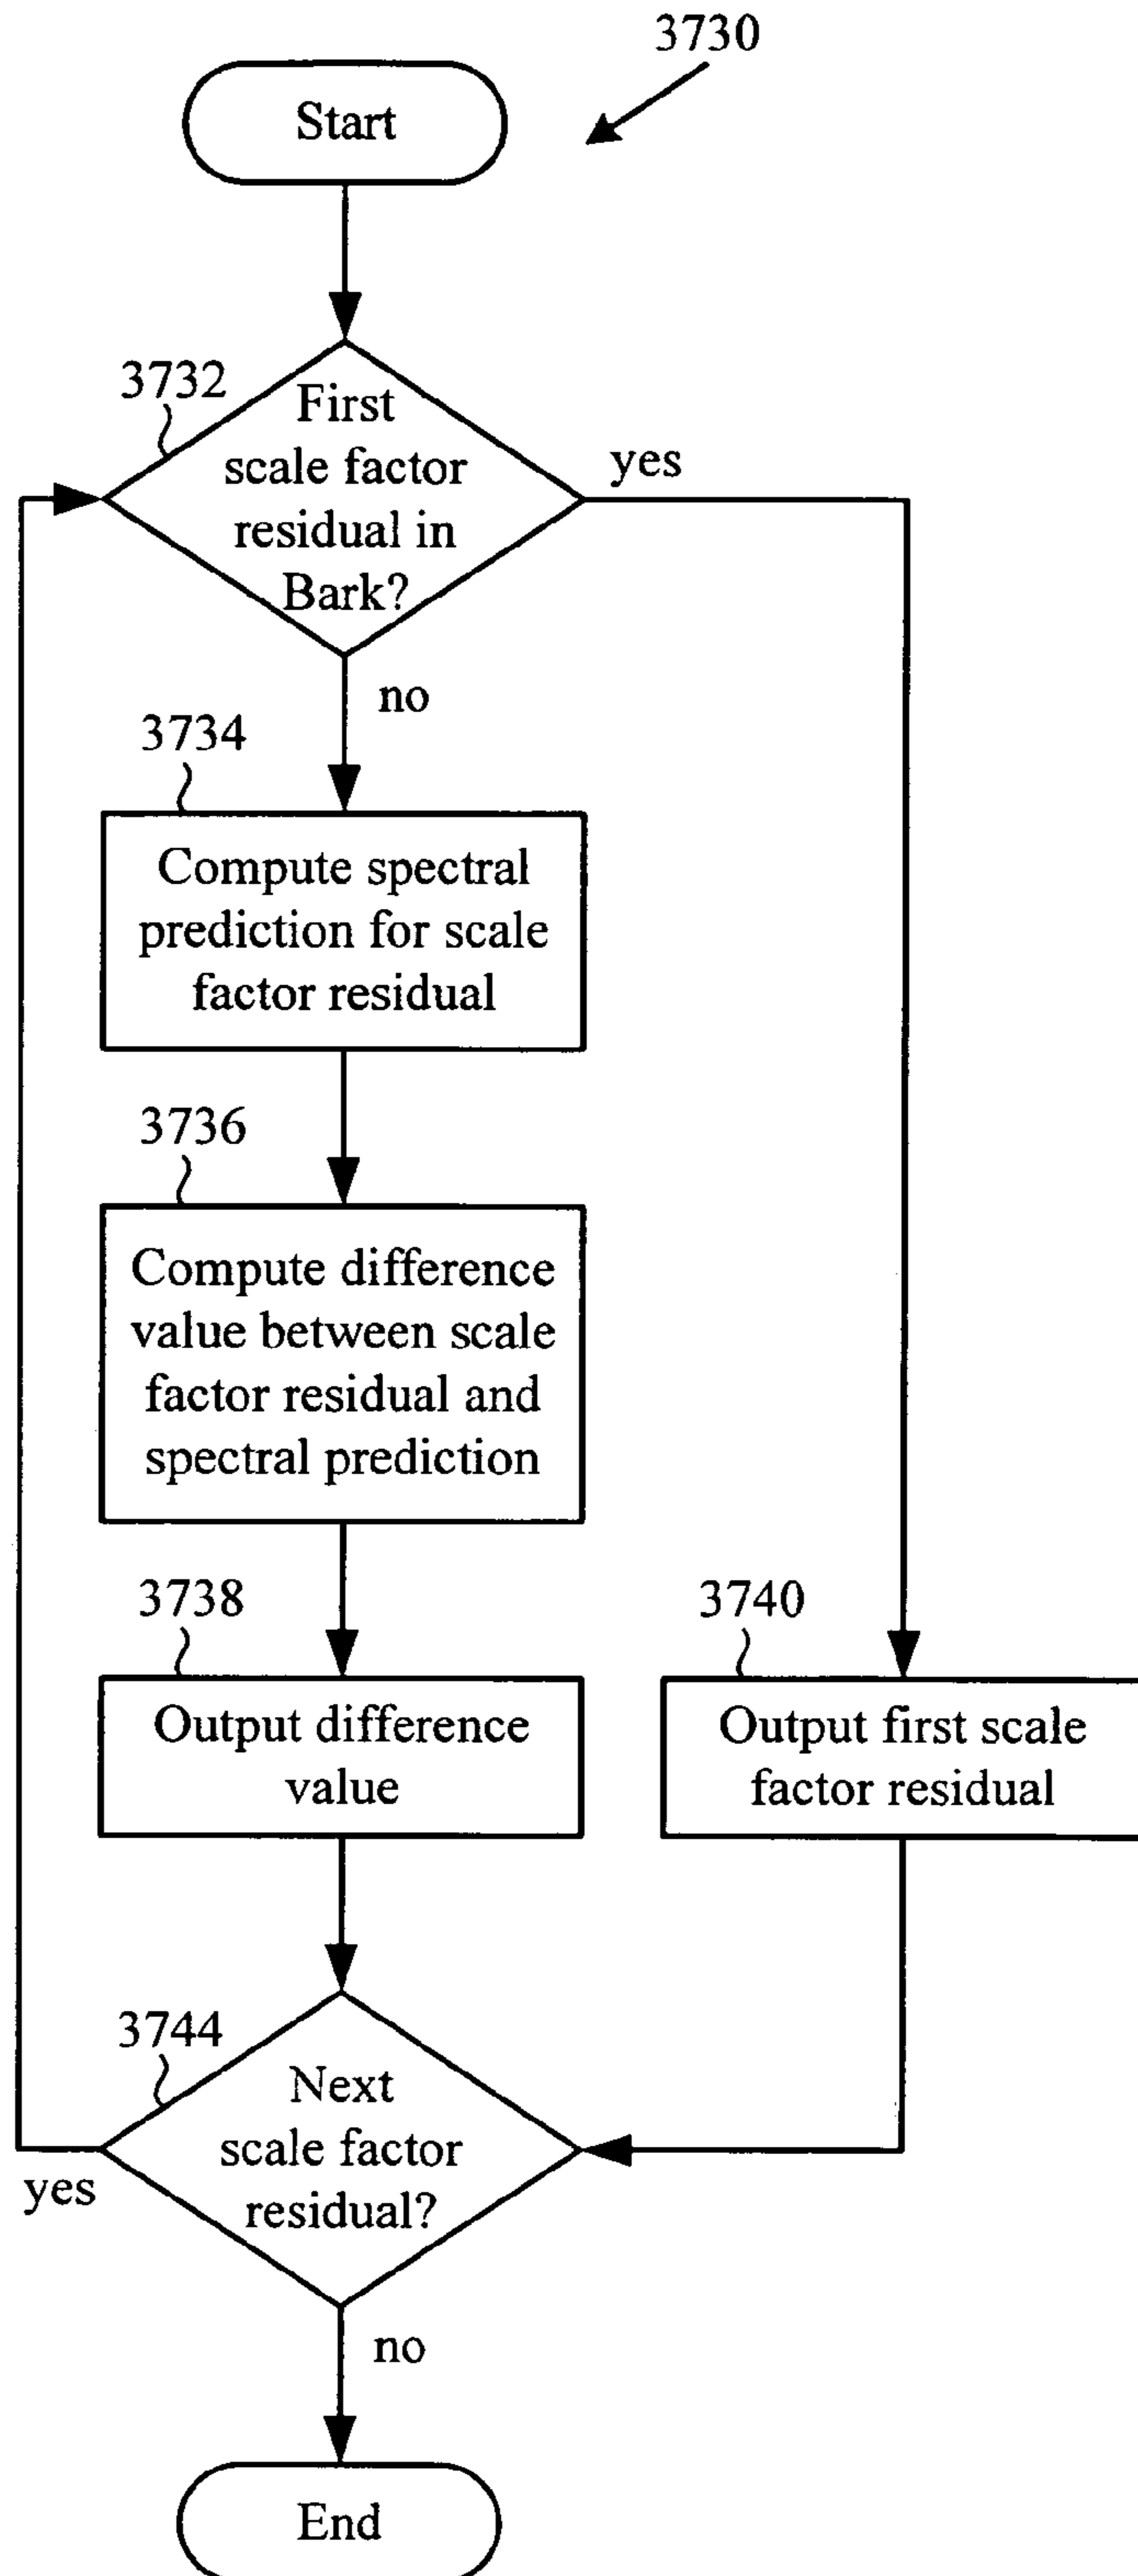 3730
Start
3732
First
scale factor
residual in
Bark?
yes
no
3734
Compute spectral
prediction for scale
factor residual
3736
Compute difference
value between scale
factor residual and
spectral prediction
3738
Output difference
value
3740
Output first scale
factor residual
3744
Next
scale factor
residual?
yes
no
End